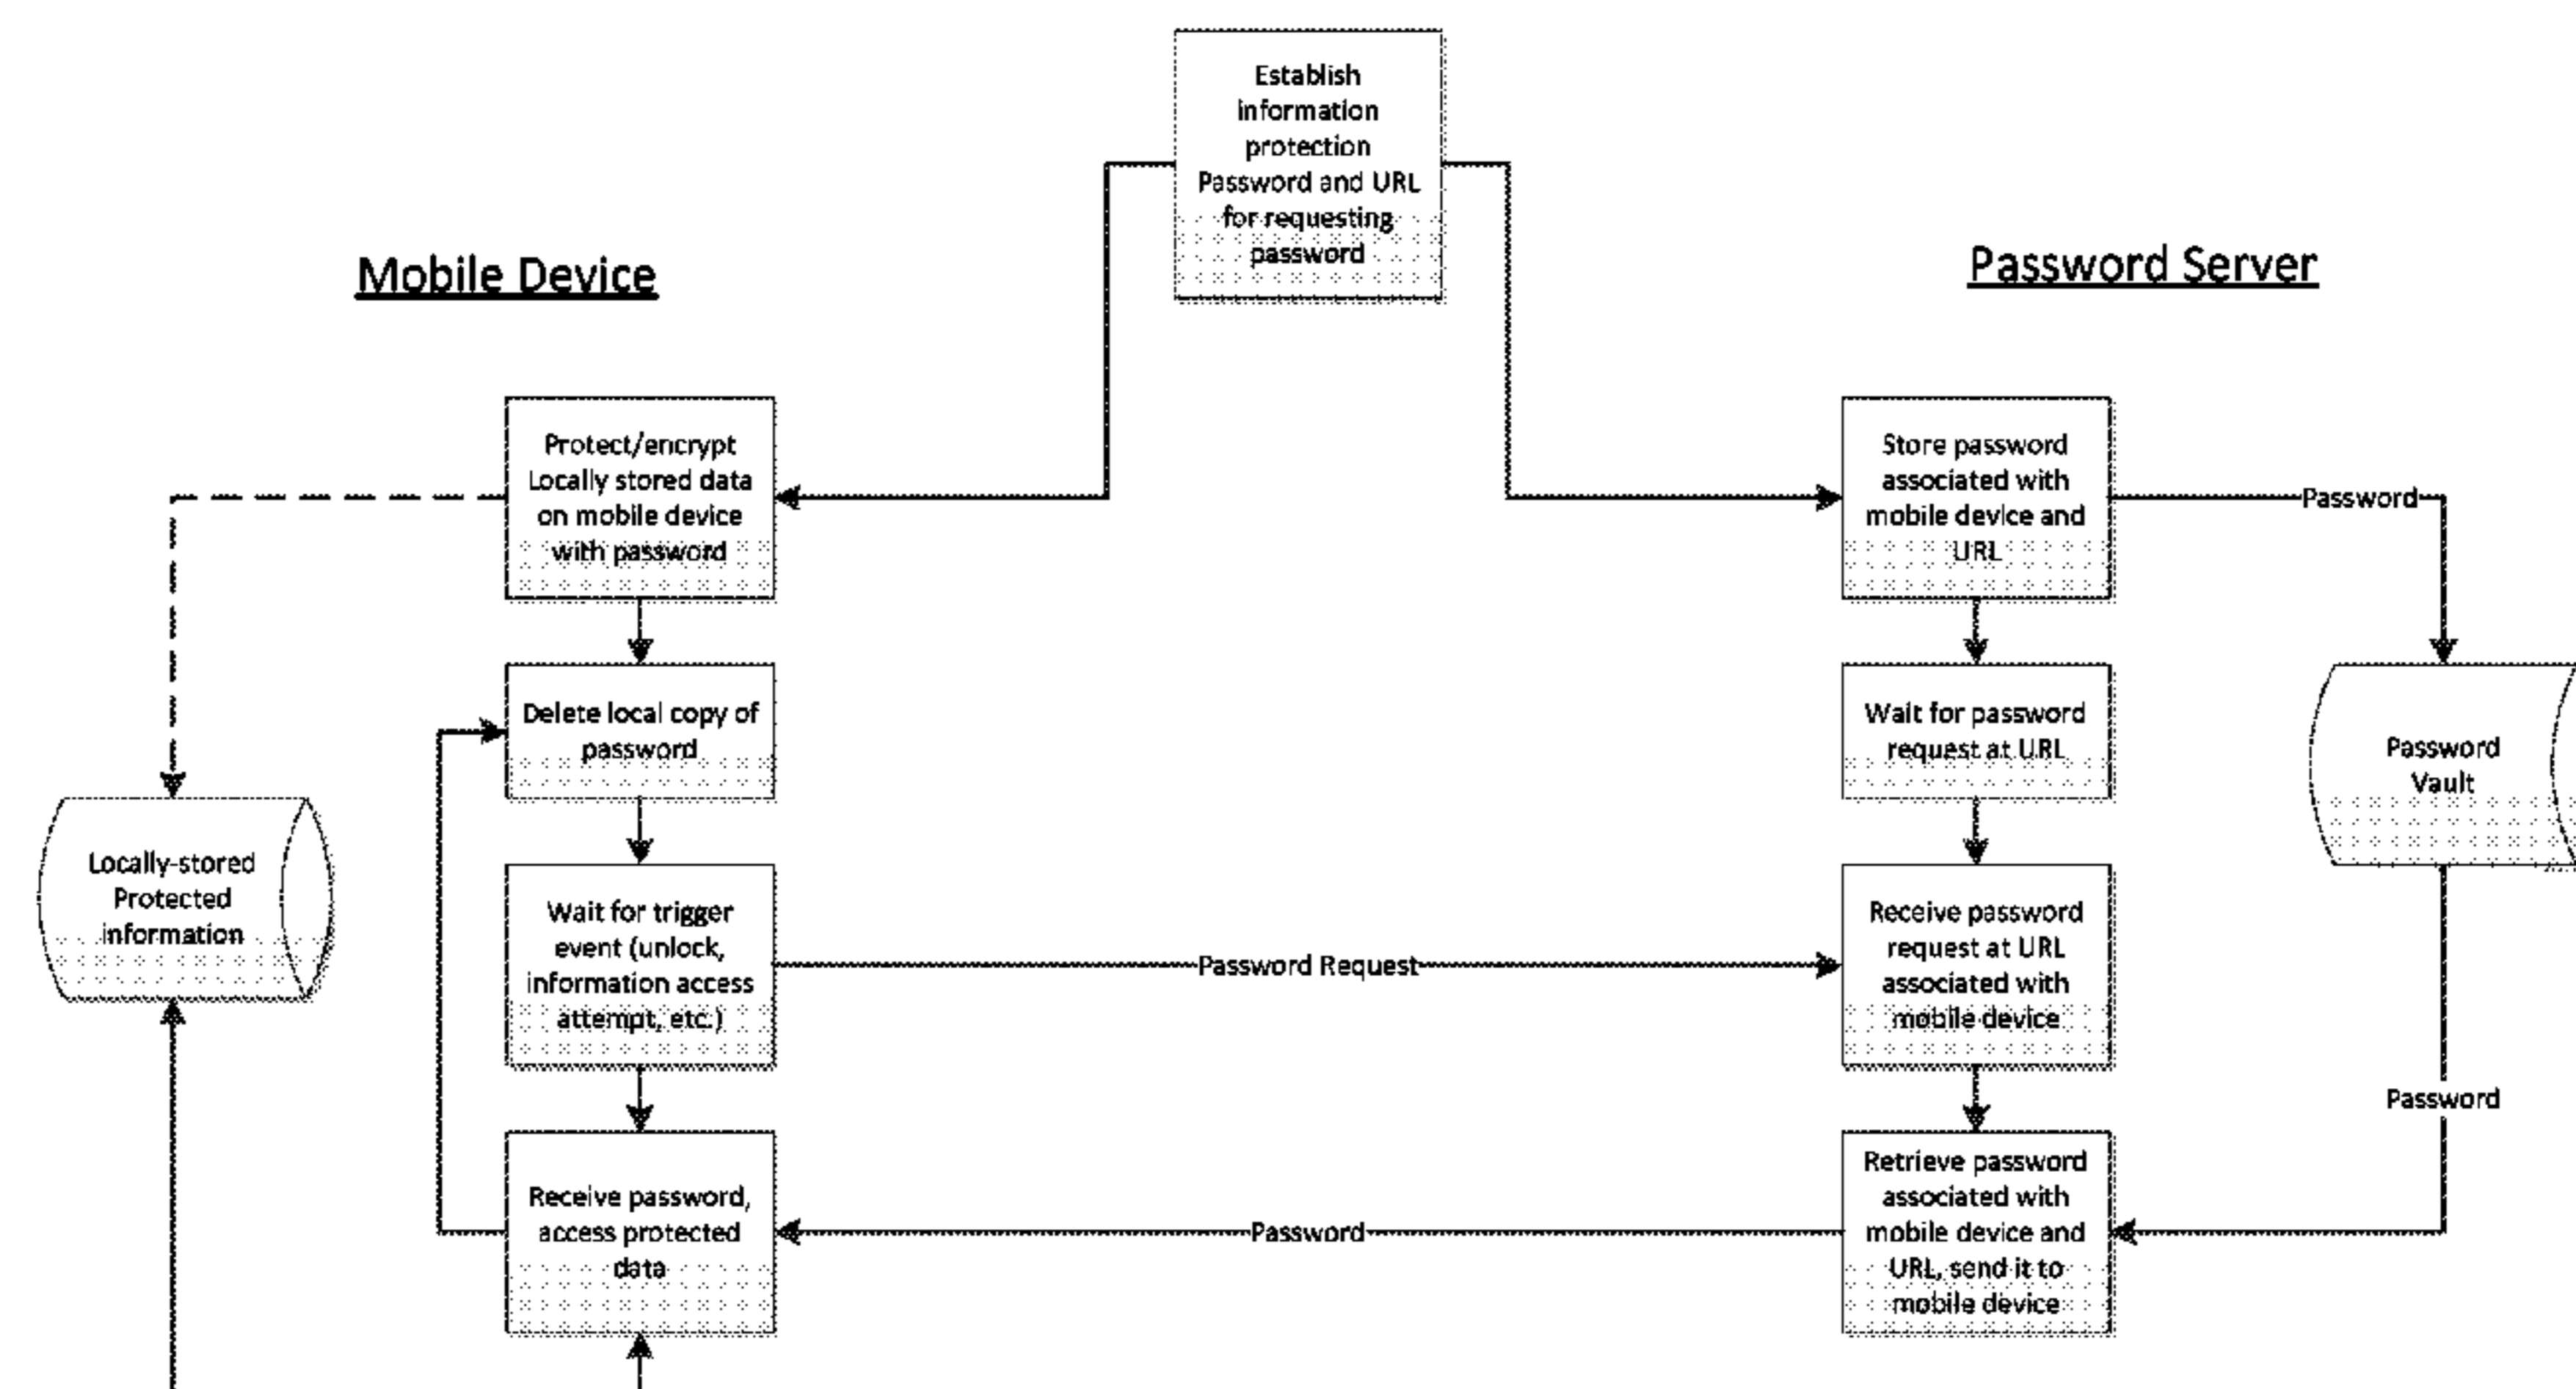 Establish
information
protection
Password and URL
for requesting
password
Mobile Device
Password Server
Protect/encrypt
Locally stored data
on mobile device
with password
Store password
associated with
mobile device and
URL
Password
Delete local copy of
password
Wait for password
request at URL
Password
Vault
Locally-stored
Protected
information
Wait for trigger
event (unlock,
information access
attempt, etc.)
Password Request
Receive password
request at URL
associated with
mobile device
Password
Receive password,
access protected
data
Password
Retrieve password
associated with
mobile device and
URL, send it to
mobile device